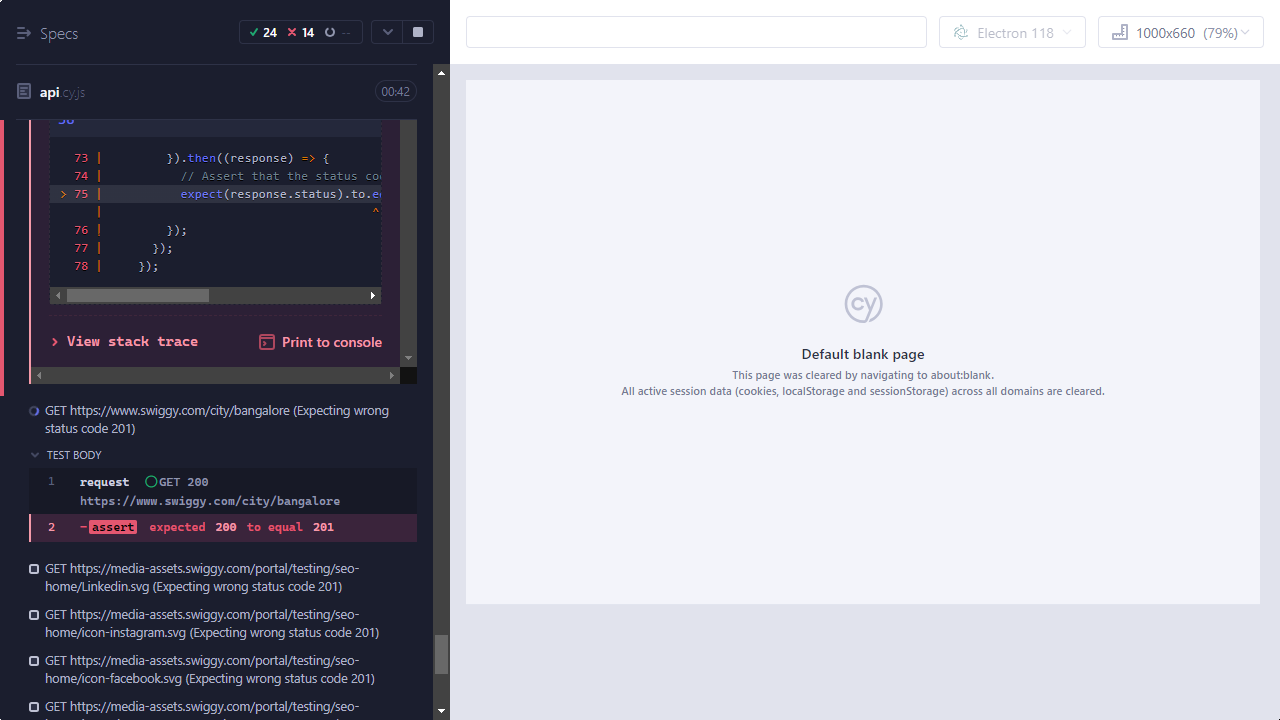 Specs
24
14
--
Electron 118
1000x660 (79%)
api.cy.js
00:42
73 | }).then((response) => {
74 | // Assert that the status co
> 75 | expect(response.status).to.e
| ^
76 | });
77 | });
78 | });
> View stack trace
Print to console
GET https://www.swiggy.com/city/bangalore (Expecting wrong
status code 201)
TEST BODY
1 request GET 200
https://www.swiggy.com/city/bangalore
2 -assert expected 200 to equal 201
GET https://media-assets.swiggy.com/portal/testing/seo-
home/Linkedin.svg (Expecting wrong status code 201)
GET https://media-assets.swiggy.com/portal/testing/seo-
home/icon-instagram.svg (Expecting wrong status code 201)
GET https://media-assets.swiggy.com/portal/testing/seo-
home/icon-facebook.svg (Expecting wrong status code 201)
GET https://media-assets.swiggy.com/portal/testing/seo-
cy
Default blank page
This page was cleared by navigating to about:blank.
All active session data (cookies, localStorage and sessionStorage) across all domains are cleared.